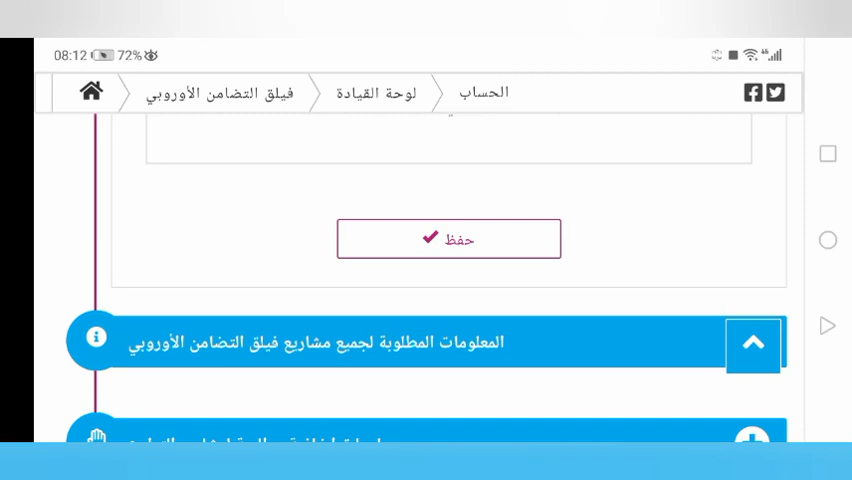 08:12 72%
فيلق التضامن الأوروبي لوحة القيادة الحساب
حفظ
المعلومات المطلوبة لجميع مشاريع فيلق التضامن الأوروبي